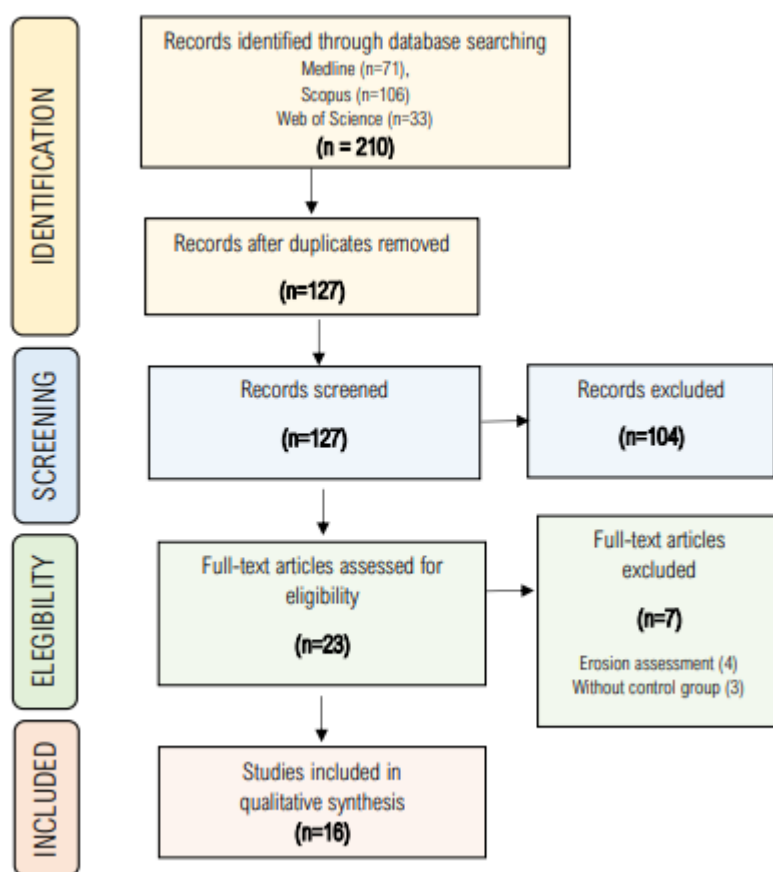 IDENTIFICATION
Records identified through database searching
Medline (n=71),
Scopus (n=106)
Web of Science (n=33)
(n = 210)
Records after duplicates removed
(n=127)
SCREENING
Records screened
(n=127)
Records excluded
(n=104)
ELEGIBILITY
Full-text articles assessed for
eligibility
(n=23)
Full-text articles
excluded
(n=7)
Erosion assessment (4)
Without control group (3)
INCLUDED
Studies included in
qualitative synthesis
(n=16)